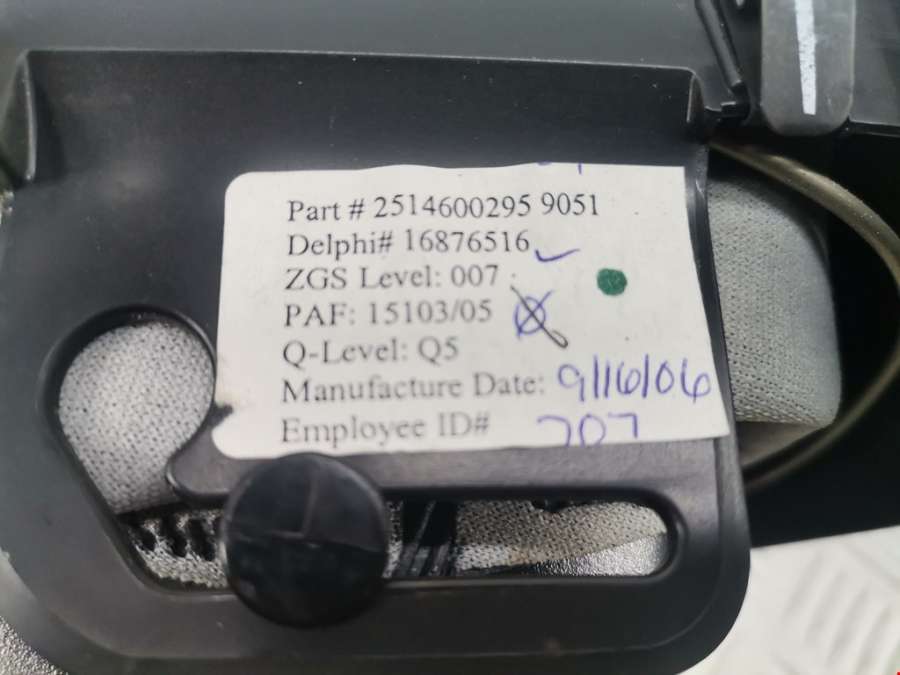 Part # 2514600295 9051
Delphi# 16876516
ZGS Level: 007
PAF: 15103/05
Q-Level: Q5
Manufacture Date: 9/16/06
Employee ID# 707